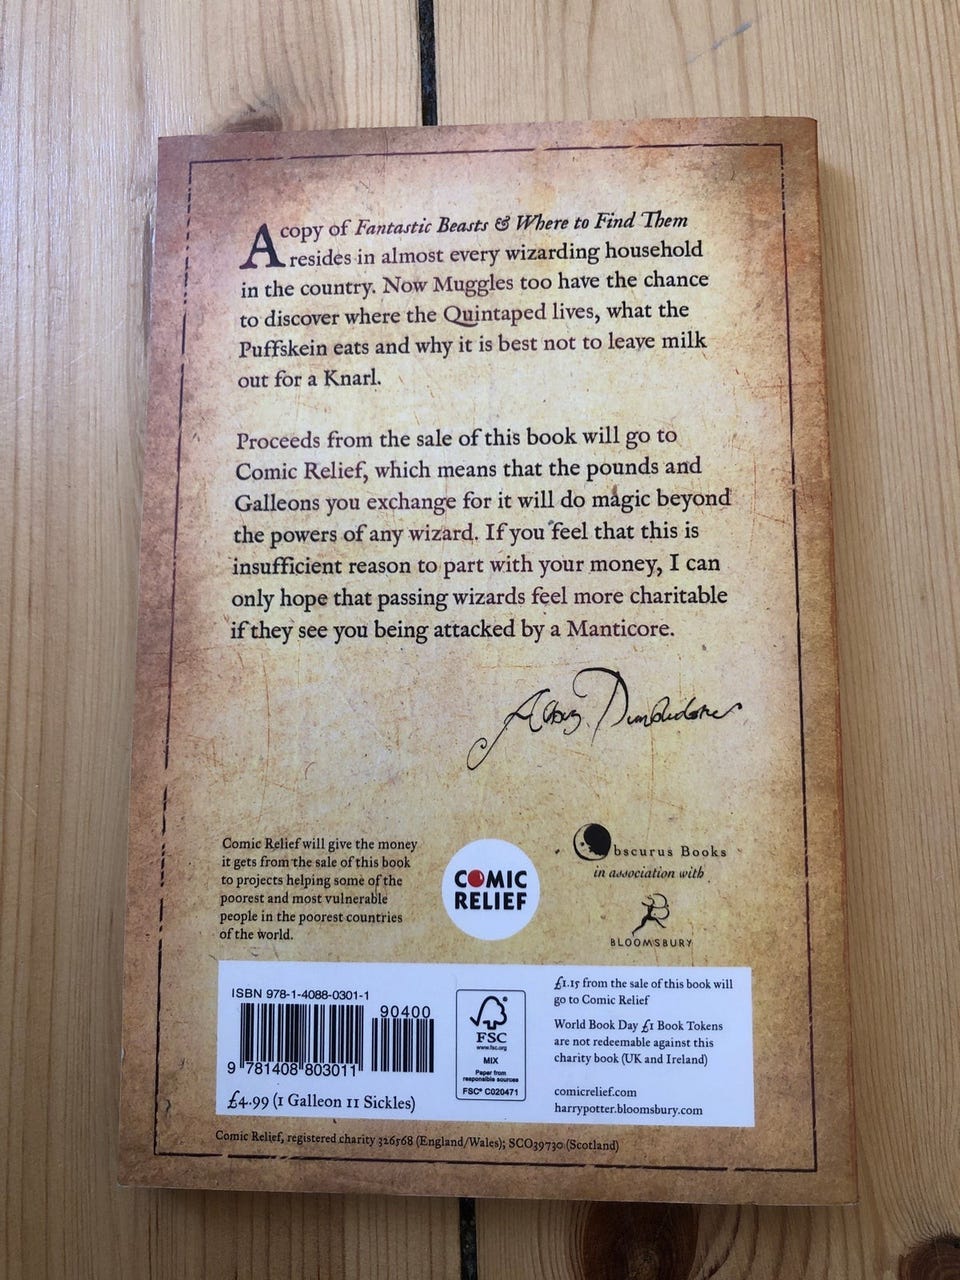 A copy of Fantastic Beasts & Where to Find Them
resides in almost every wizarding household
in the country. Now Muggles too have the chance
to discover where the Quintaped lives, what the
Puffskein eats and why it is best not to leave milk
out for a Knarl.
Proceeds from the sale of this book will go to
Comic Relief, which means that the pounds and
Galleons you exchange for it will do magic beyond
the powers of any wizard. If you feel that this is
insufficient reason to part with your money, I can
only hope that passing wizards feel more charitable
if they see you being attacked by a Manticore.
Albus Dumbledore
Comic Relief will give the money
it gets from the sale of this book
to projects helping some of the
poorest and most vulnerable
people in the poorest countries
of the world.
COMIC
RELIEF
Obscurus Books
in association with
BLOOMSBURY
ISBN 978-1-4088-0301-1
90400
9 781408 803011
£4.99 (1 Galleon 11 Sickles)
FSC
www.fsc.org
MIX
Paper from
responsible sources
FSC® C020471
£1.15 from the sale of this book will
go to Comic Relief
World Book Day £1 Book Tokens
are not redeemable against this
charity book (UK and Ireland)
comicrelief.com
harrypotter.bloomsbury.com
Comic Relief, registered charity 326568 (England/Wales); SCO39730 (Scotland)